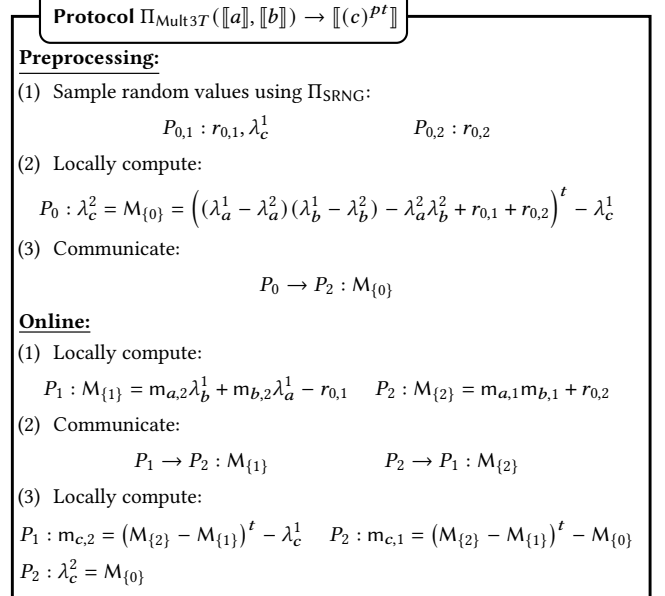 Protocol Π_Mult3T(⟦a⟧, ⟦b⟧) → ⟦(c)^{pt}⟧
Preprocessing:
(1) Sample random values using Π_SRNG:
P_{0,1} : r_{0,1}, λ_c^1 P_{0,2} : r_{0,2}
(2) Locally compute:
P_0 : λ_c^2 = M_{{0}} = ((λ_a^1 − λ_a^2)(λ_b^1 − λ_b^2) − λ_a^2 λ_b^2 + r_{0,1} + r_{0,2})^t − λ_c^1
(3) Communicate:
P_0 → P_2 : M_{{0}}
Online:
(1) Locally compute:
P_1 : M_{{1}} = m_{a,2} λ_b^1 + m_{b,2} λ_a^1 − r_{0,1} P_2 : M_{{2}} = m_{a,1} m_{b,1} + r_{0,2}
(2) Communicate:
P_1 → P_2 : M_{{1}} P_2 → P_1 : M_{{2}}
(3) Locally compute:
P_1 : m_{c,2} = (M_{{2}} − M_{{1}})^t − λ_c^1 P_2 : m_{c,1} = (M_{{2}} − M_{{1}})^t − M_{{0}}
P_2 : λ_c^2 = M_{{0}}